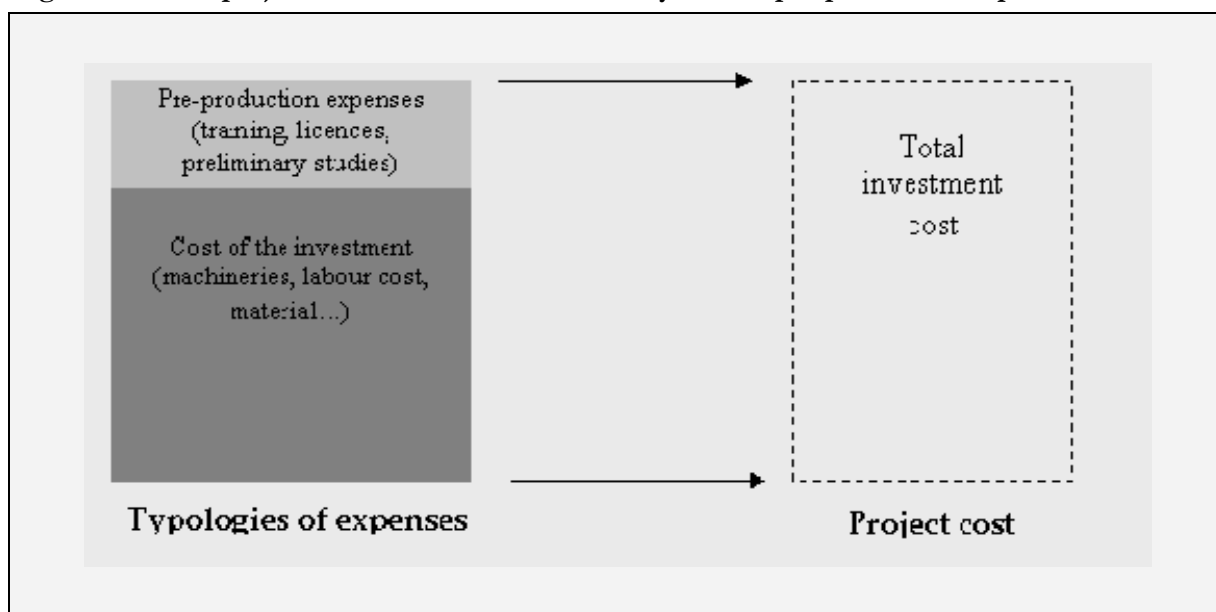 Pre-production expenses
(training, licences,
preliminary studies)
Cost of the investment
(machineries, labour cost,
material...)
Typologies of expenses
Total
investment
cost
Project cost